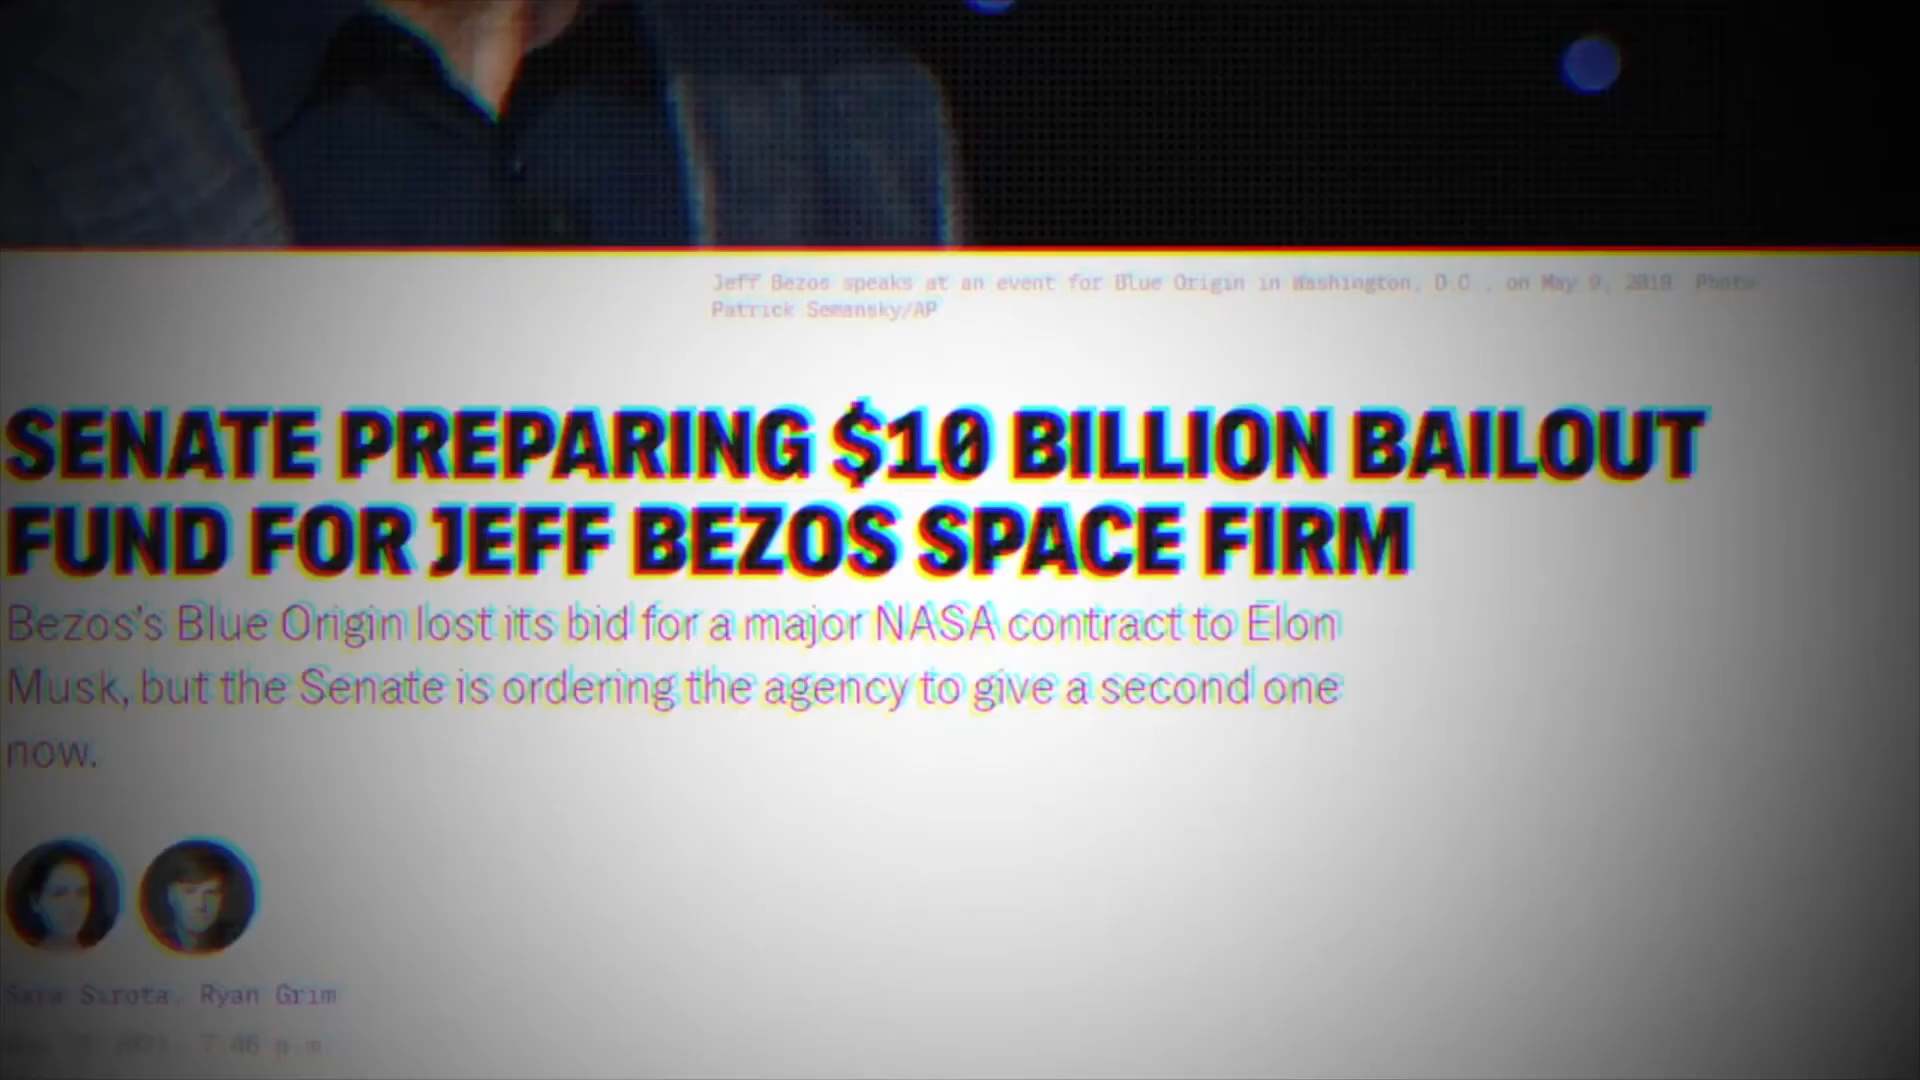 Jeff Bezos speaks at an event for Blue Origin in Washington, D.C., on May 9, 2019. Photo:
Patrick Semansky/AP
SENATE PREPARING $10 BILLION BAILOUT
FUND FOR JEFF BEZOS SPACE FIRM
Bezos's Blue Origin lost its bid for a major NASA contract to Elon
Musk, but the Senate is ordering the agency to give a second one
now.
Sara Sirota, Ryan Grim
2021, 7:46 p.m.